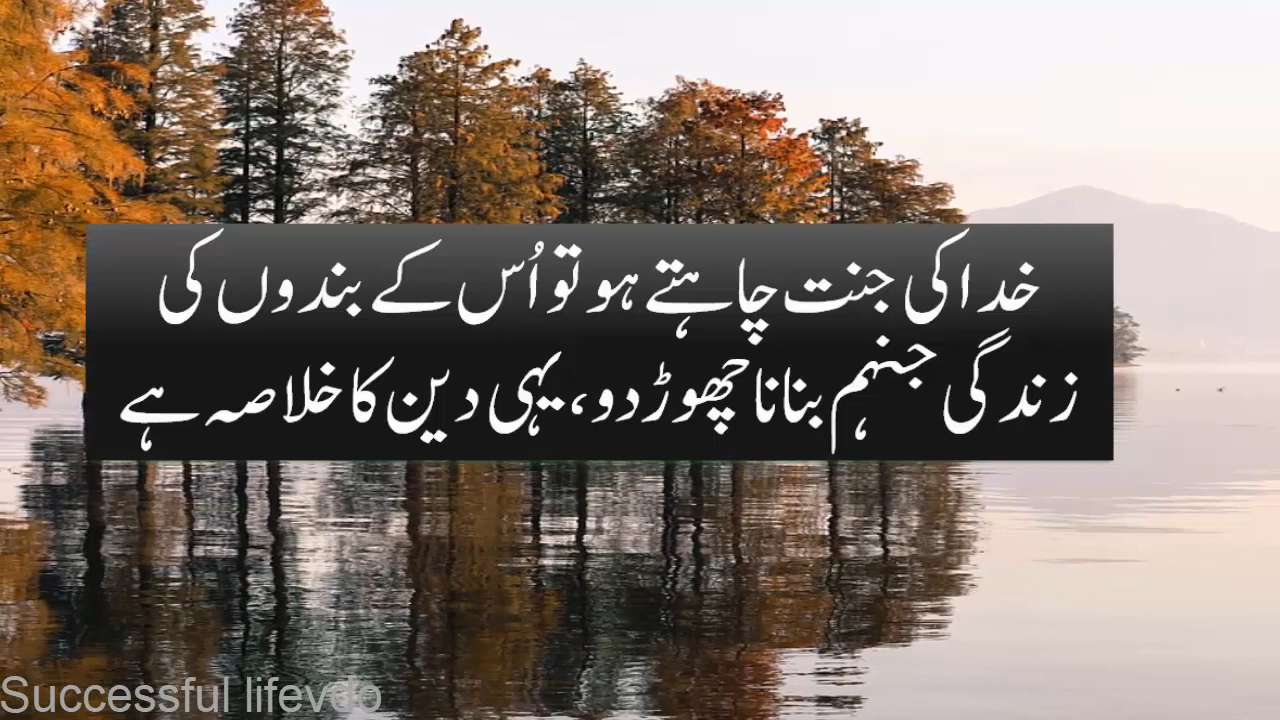 خدا کی جنت چاہتے ہو تو اُس کے بندوں کی
زندگی جہنم بنانا چھوڑ دو، یہی دین کا خلاصہ ہے
Successful lifevdo